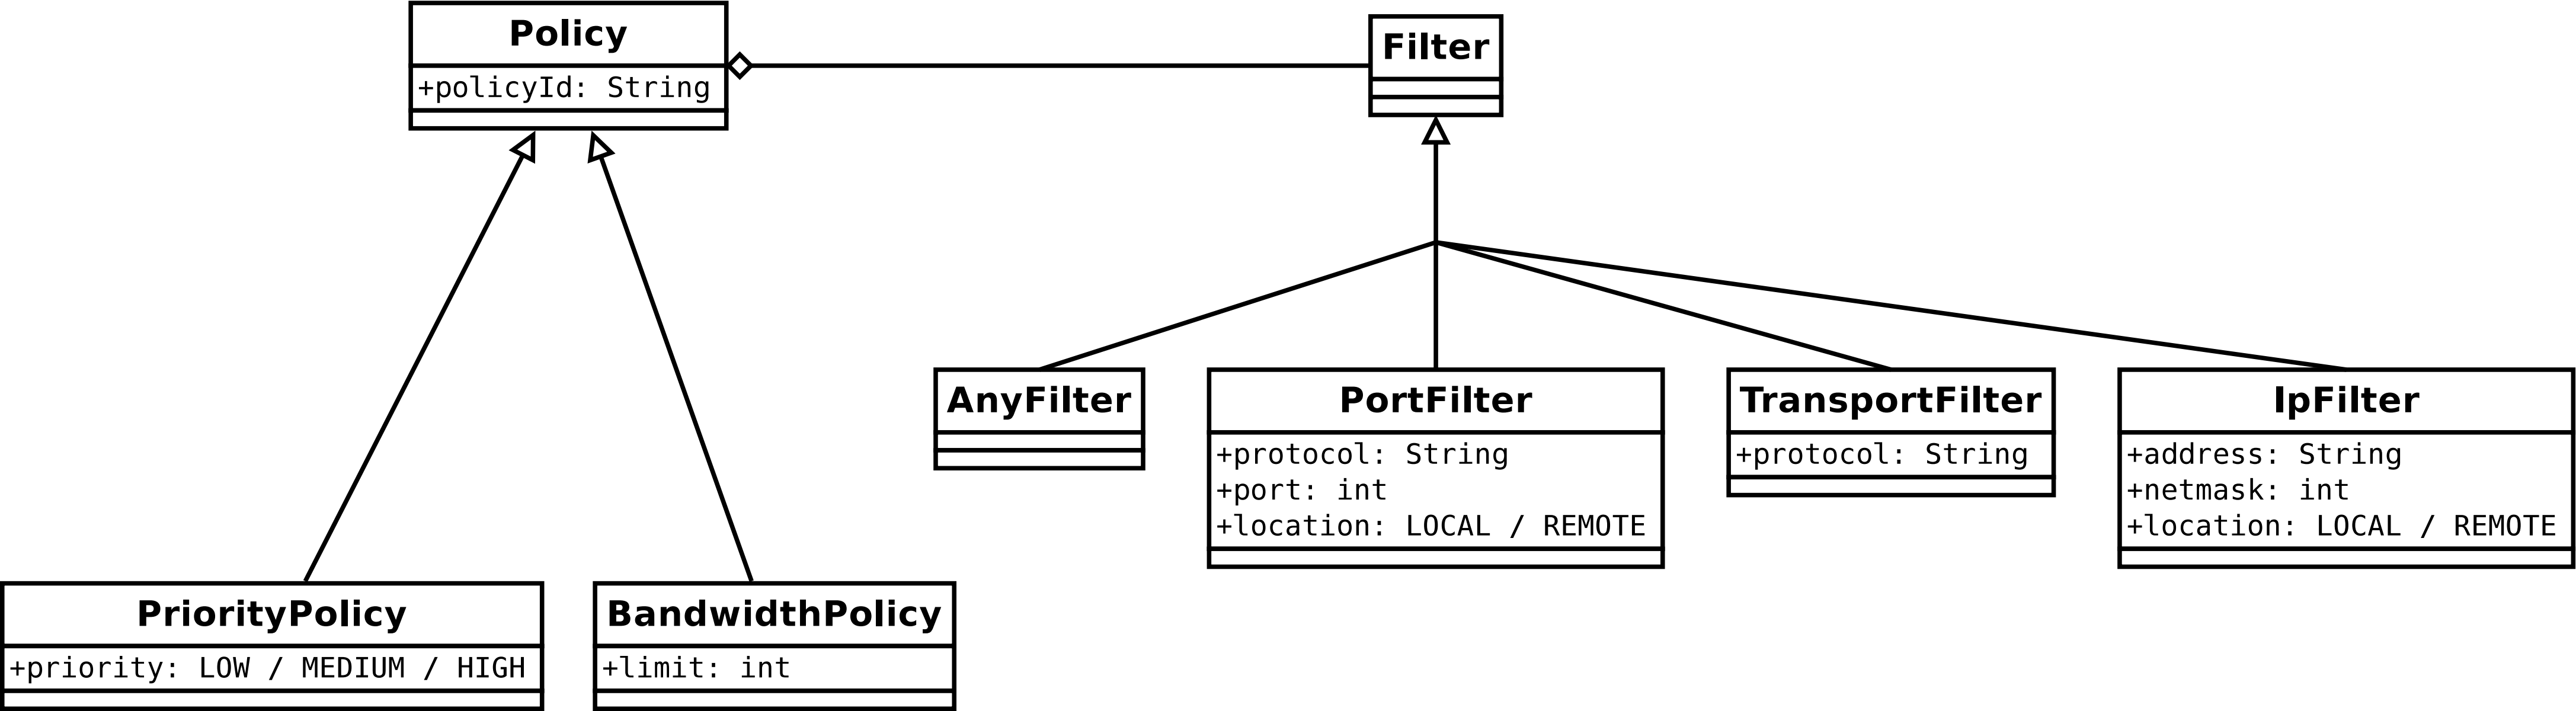 Policy
+policyId: String
Filter
AnyFilter
PortFilter
+protocol: String
+port: int
+location: LOCAL / REMOTE
TransportFilter
+protocol: String
IpFilter
+address: String
+netmask: int
+location: LOCAL / REMOTE
PriorityPolicy
+priority: LOW / MEDIUM / HIGH
BandwidthPolicy
+limit: int